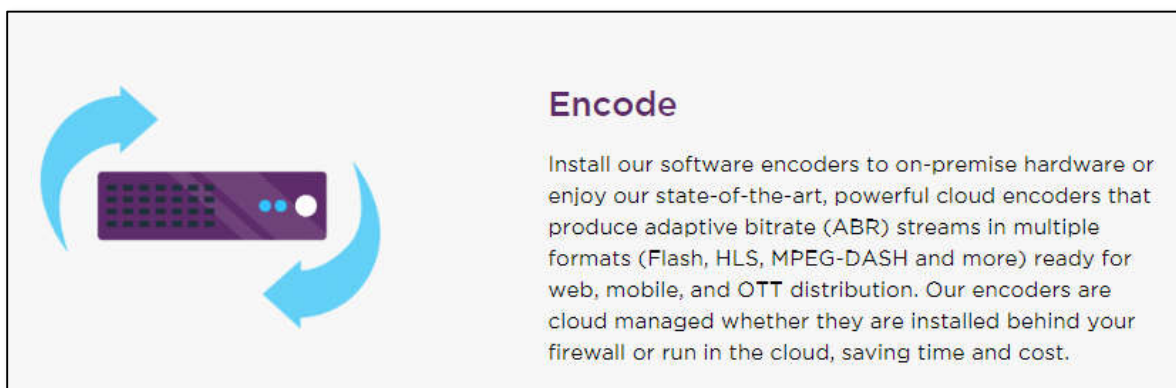 Encode
Install our software encoders to on-premise hardware or
enjoy our state-of-the-art, powerful cloud encoders that
produce adaptive bitrate (ABR) streams in multiple
formats (Flash, HLS, MPEG-DASH and more) ready for
web, mobile, and OTT distribution. Our encoders are
cloud managed whether they are installed behind your
firewall or run in the cloud, saving time and cost.